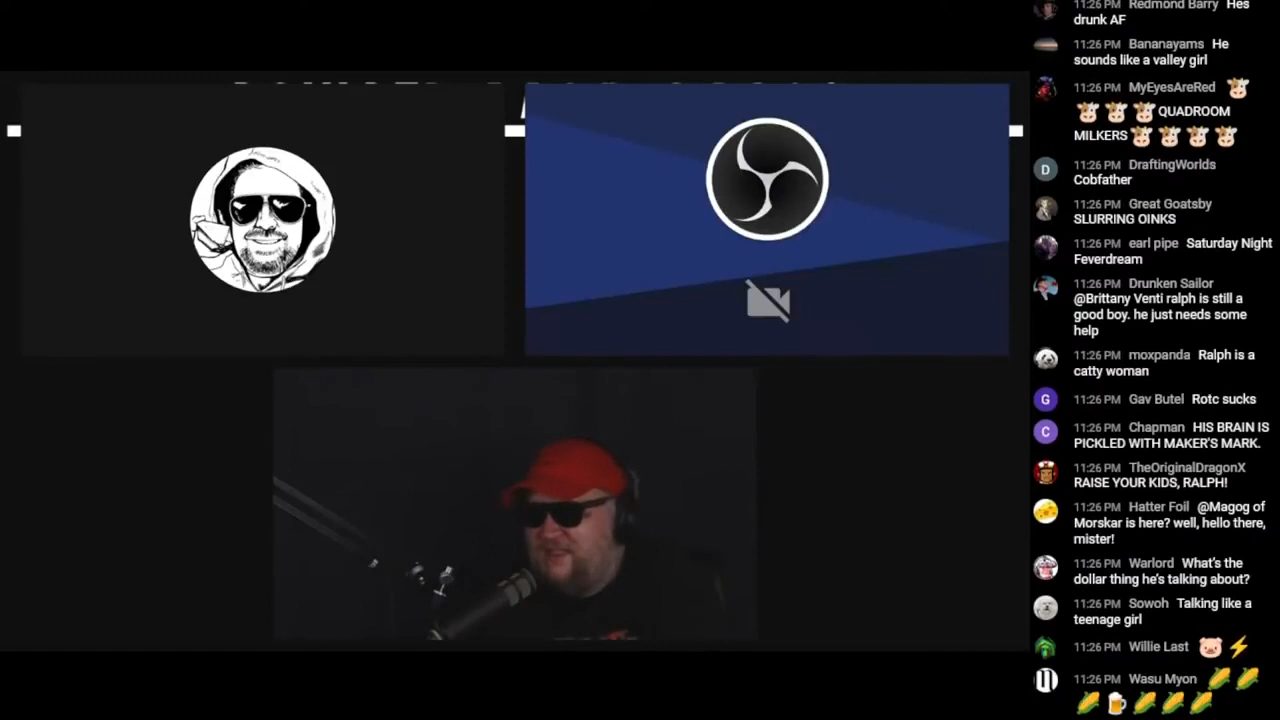 11:26 PM Redmond Barry Hes
drunk AF
11:26 PM Bananayams He
sounds like a valley girl
11:26 PM MyEyesAreRed 🐮
🐮 🐮 🐮 QUADROOM
MILKERS 🐮 🐮 🐮 🐮
D
11:26 PM DraftingWorlds
Cobfather
11:26 PM Great Goatsby
SLURRING OINKS
11:26 PM earl pipe Saturday Night
Feverdream
11:26 PM Drunken Sailor
@Brittany Venti ralph is still a
good boy. he just needs some
help
11:26 PM moxpanda Ralph is a
catty woman
G
11:26 PM Gav Butel Rotc sucks
C
11:26 PM Chapman HIS BRAIN IS
PICKLED WITH MAKER'S MARK.
11:26 PM TheOriginalDragonX
RAISE YOUR KIDS, RALPH!
11:26 PM Hatter Foil @Magog of
Morskar is here? well, hello there,
mister!
11:26 PM Warlord What's the
dollar thing he's talking about?
11:26 PM Sowoh Talking like a
teenage girl
11:26 PM Willie Last 🐷 ⚡
11:26 PM Wasu Myon 🌽 🌽
🌽 🍺 🌽 🌽 🌽